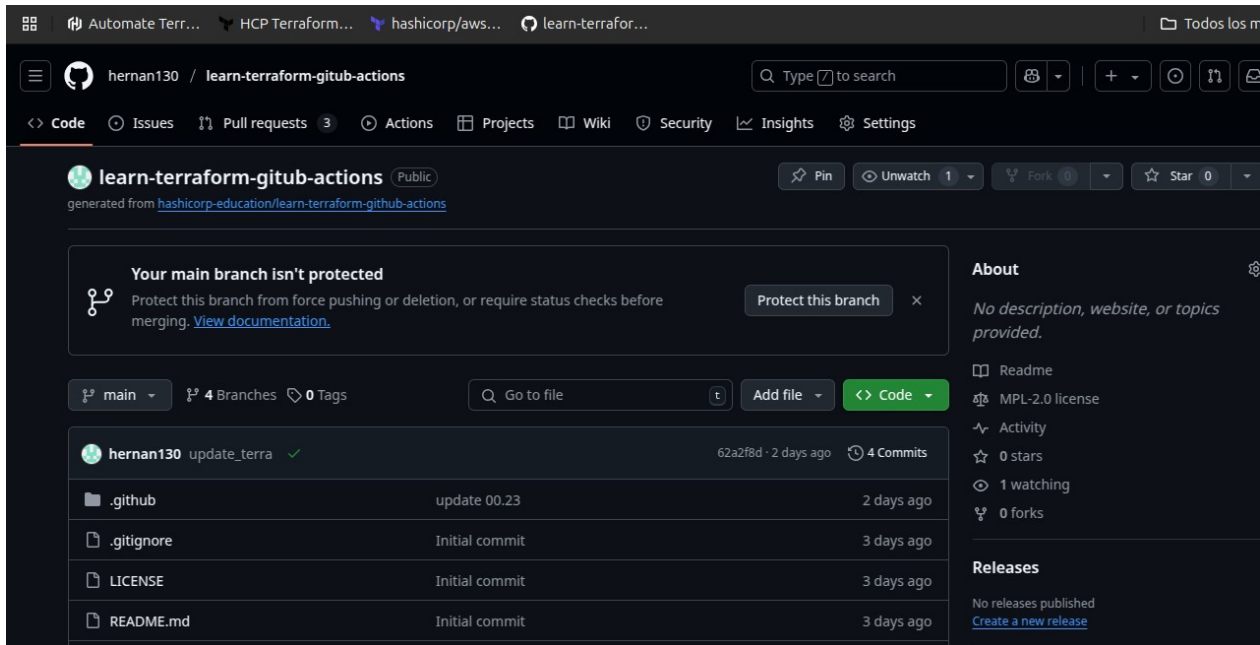 Automate Terr... HCP Terraform... hashicorp/aws... learn-terrafor... Todos los m
hernan130 / learn-terraform-gitub-actions Type / to search
Code Issues Pull requests 3 Actions Projects Wiki Security Insights Settings
learn-terraform-gitub-actions Public Pin Unwatch 1 Fork 0 Star 0
generated from hashicorp-education/learn-terraform-github-actions
Your main branch isn't protected
Protect this branch from force pushing or deletion, or require status checks before
merging. View documentation.
Protect this branch
About
No description, website, or topics
provided.
Readme
MPL-2.0 license
Activity
0 stars
1 watching
0 forks
Releases
No releases published
Create a new release
main 4 Branches 0 Tags Go to file t Add file Code
hernan130 update_terra 62a2f8d · 2 days ago 4 Commits
.github update 00.23 2 days ago
.gitignore Initial commit 3 days ago
LICENSE Initial commit 3 days ago
README.md Initial commit 3 days ago